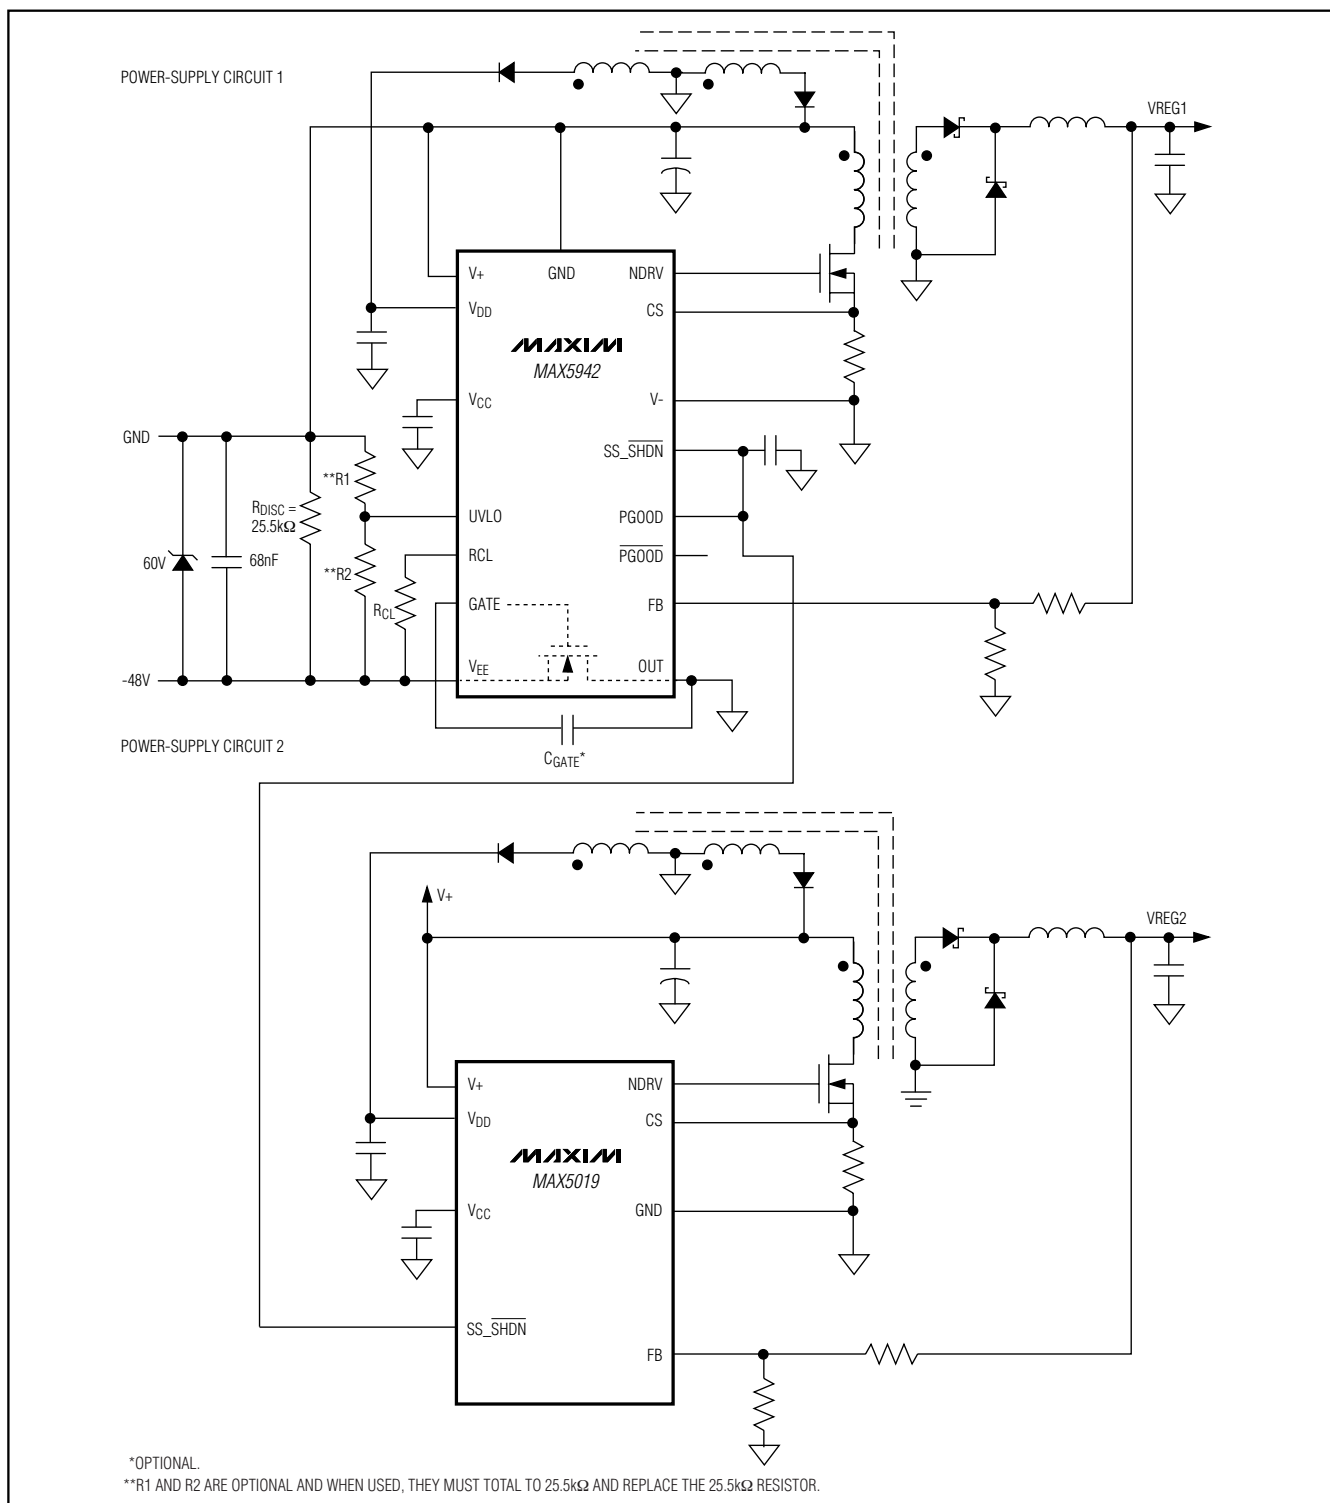 POWER-SUPPLY CIRCUIT 1
VREG1
V+
GND
NDRV
VDD
CS
MAXIM
MAX5942
VCC
V-
GND
SS_SHDN
**R1
RDISC =
25.5kΩ
UVLO
PGOOD
60V
68nF
**R2
RCL
PGOOD
RCL
GATE
FB
-48V
VEE
OUT
POWER-SUPPLY CIRCUIT 2
CGATE*
V+
VREG2
V+
NDRV
VDD
CS
MAXIM
MAX5019
VCC
GND
SS_SHDN
FB
*OPTIONAL.
**R1 AND R2 ARE OPTIONAL AND WHEN USED, THEY MUST TOTAL TO 25.5kΩ AND REPLACE THE 25.5kΩ RESISTOR.